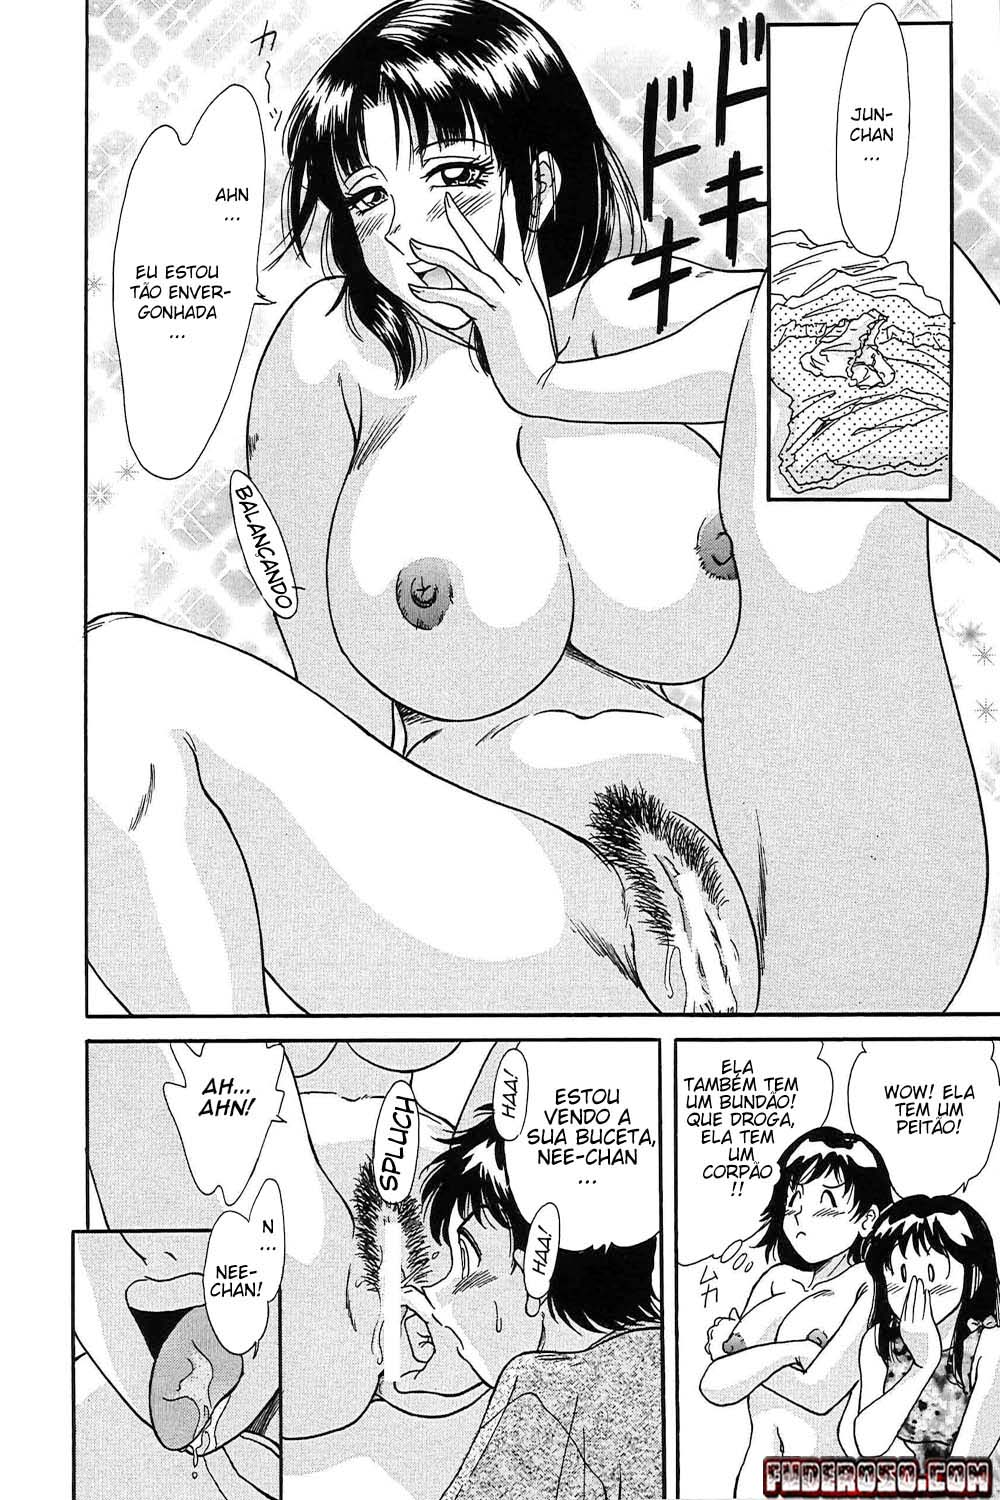 JUN-
CHAN
...
ドキ
ドキ
カ
～
AHN
...
EU ESTOU
TÃO ENVER-
GONHADA
...
BALANÇANDO
WOW! ELA
TEM UM
PEITÃO!
ELA
TAMBÉM TEM
UM BUNDÃO!
QUE DROGA,
ELA TEM
UM
CORPÃO
!!
ムカ
HAA!
ESTOU
VENDO A
SUA BUCETA,
NEE-CHAN
...
HAA!
SPLUCH
AH...
AHN!
N
...
NEE-
CHAN!
FUDEROSO.COM